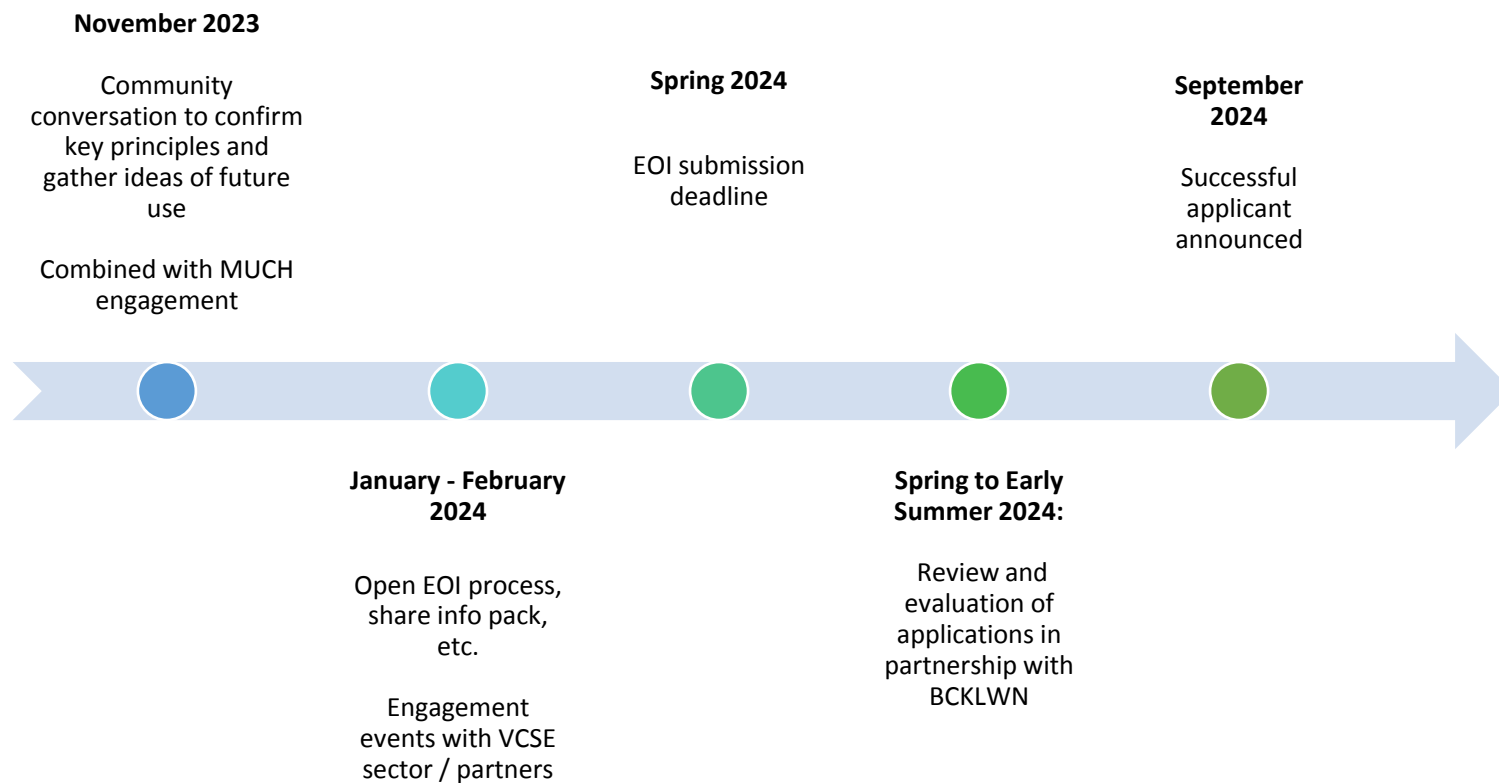 November 2023
Community
conversation to confirm
key principles and
gather ideas of future
use
Combined with MUCH
engagement
January - February
2024
Open EOI process,
share info pack,
etc.
Engagement
events with VCSE
sector / partners
Spring 2024
EOI submission
deadline
Spring to Early
Summer 2024:
Review and
evaluation of
applications in
partnership with
BCKLWN
September
2024
Successful
applicant
announced